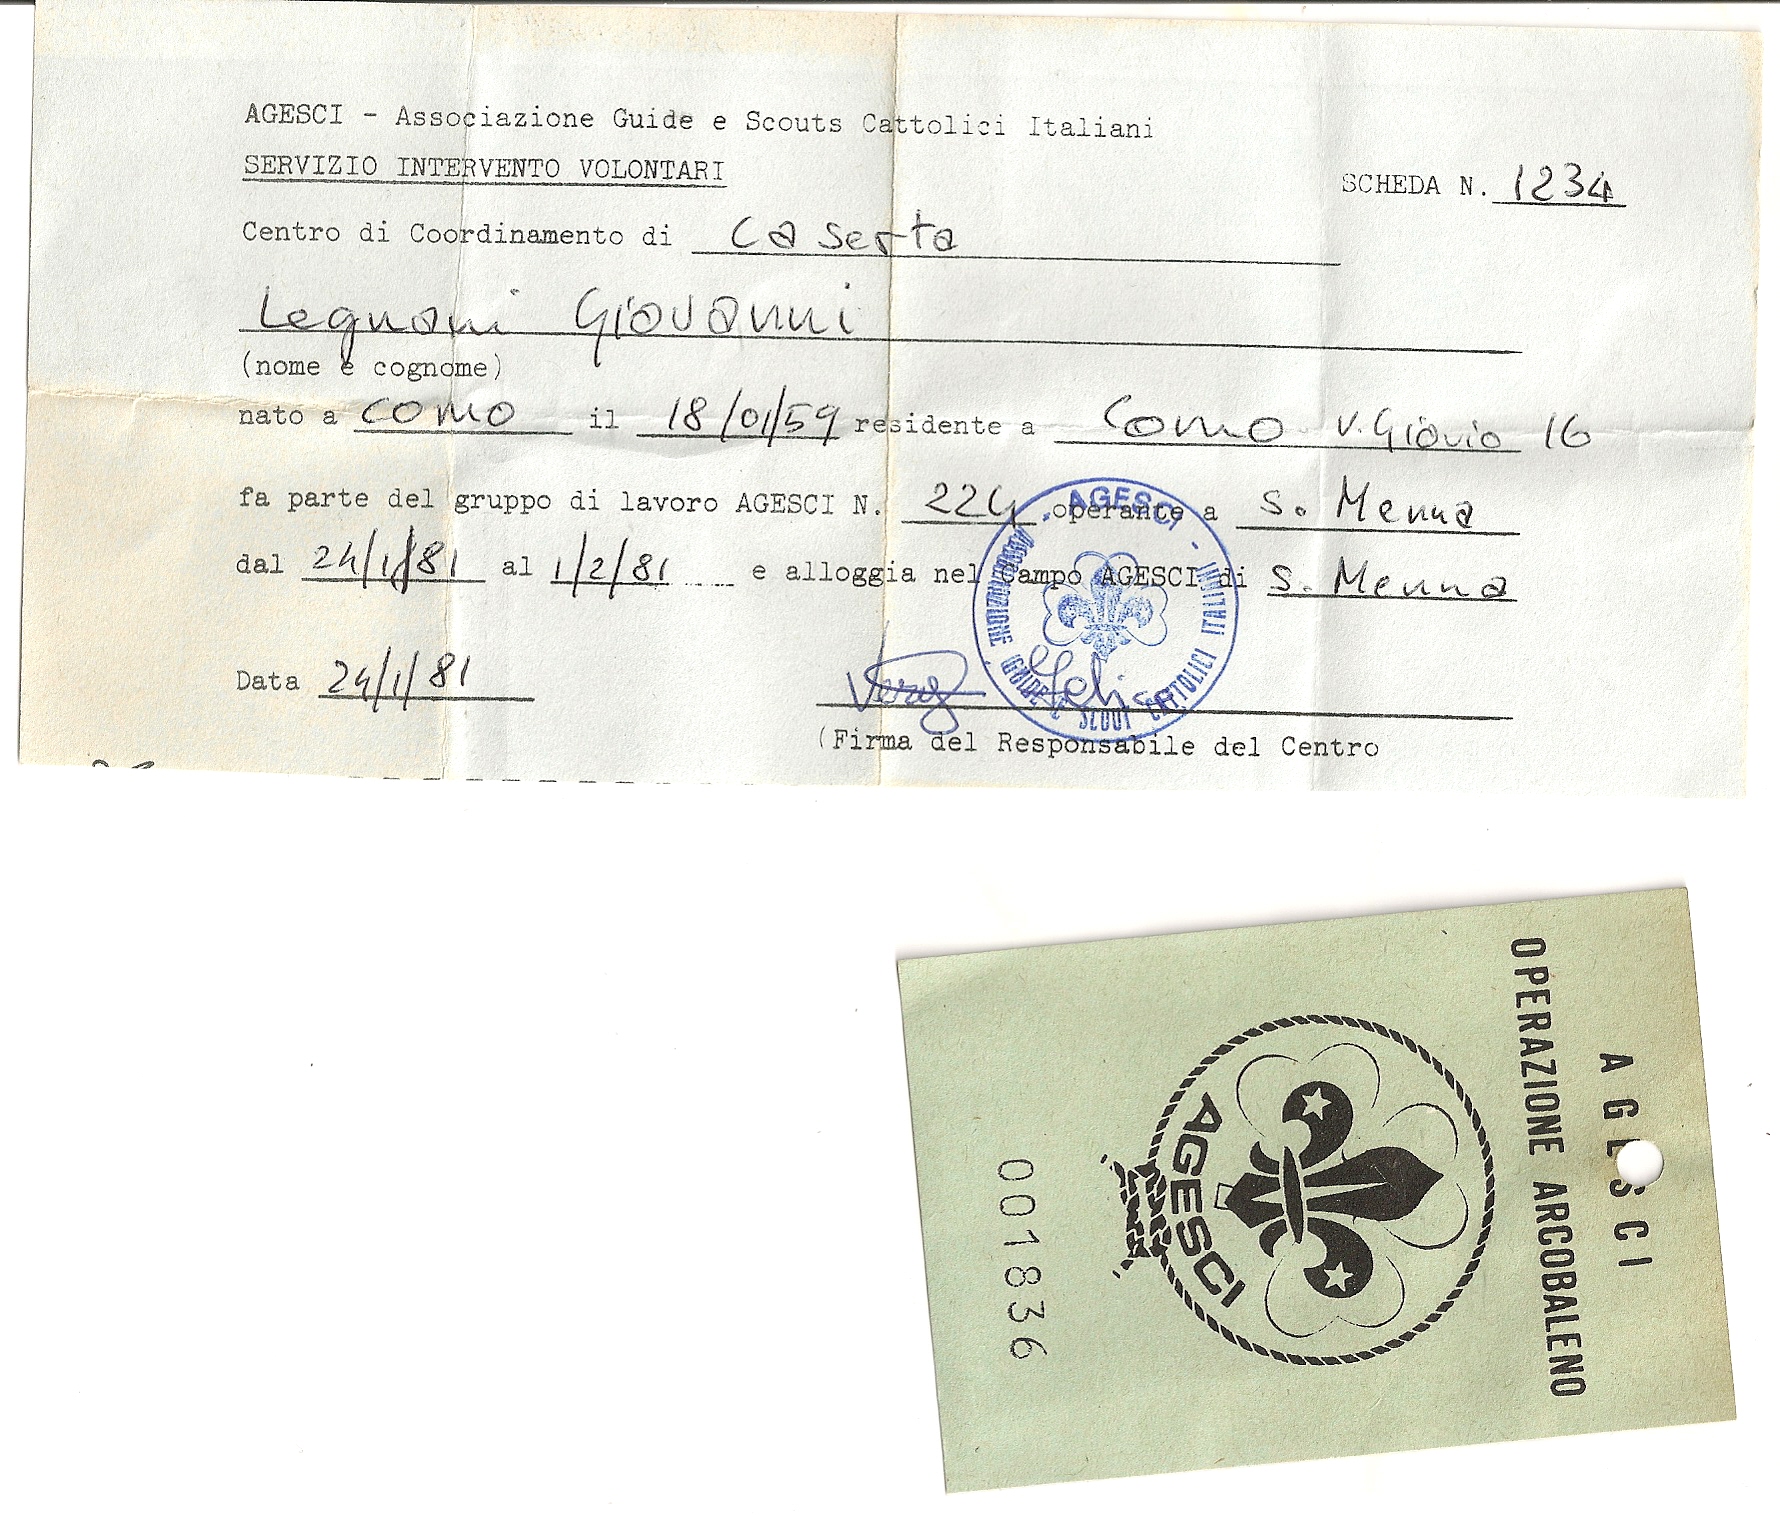 AGESCI - Associazione Guide e Scouts Cattolici Italiani
SERVIZIO INTERVENTO VOLONTARI
SCHEDA N. 1234
Centro di Coordinamento di Caserta
Legnani Giovanni
(nome e cognome)
nato a COMO il 18/01/59 residente a Como V. Giovio 16
fa parte del gruppo di lavoro AGESCI N. 224 operante a S. Menna
dal 24/1/81 al 1/2/81 e alloggia nel Campo AGESCI di S. Menna
Data 24/1/81
Felice
(Firma del Responsabile del Centro
- AGESCI - ASSOCIAZIONE GUIDE E SCOUT CATTOLICI ITALIANI
AGESCI
OPERAZIONE ARCOBALENO
AGESCI
001836